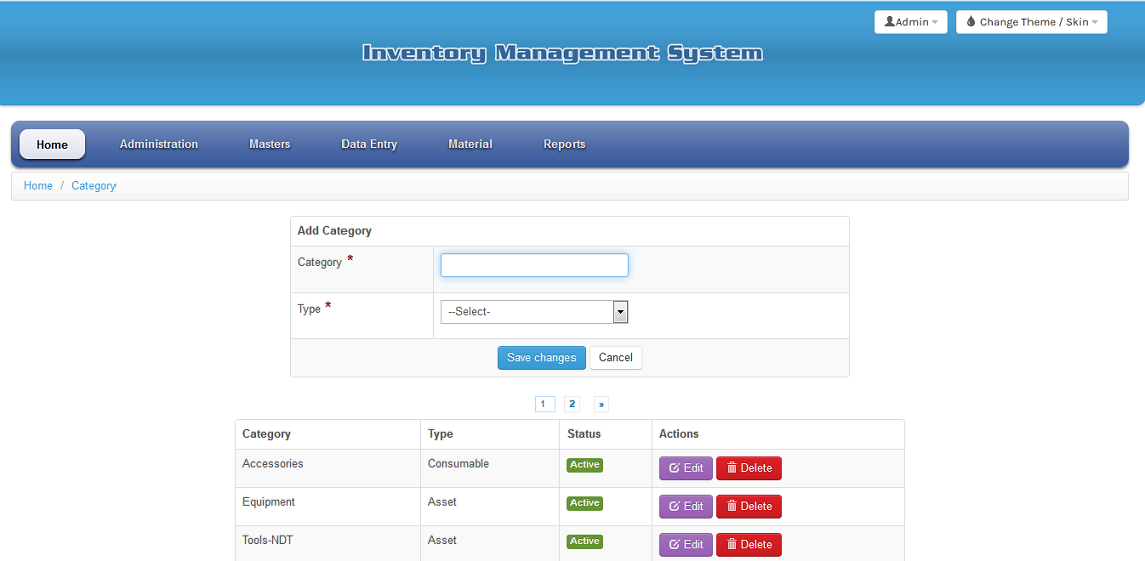 Admin
Change Theme / Skin
Inventory Management System
Home Administration Masters Data Entry Material Reports
Home / Category
Add Category
Category *
Type * --Select-
Save changes Cancel
1 2 »
Category Type Status Actions
Accessories Consumable Active Edit Delete
Equipment Asset Active Edit Delete
Tools-NDT Asset Active Edit Delete